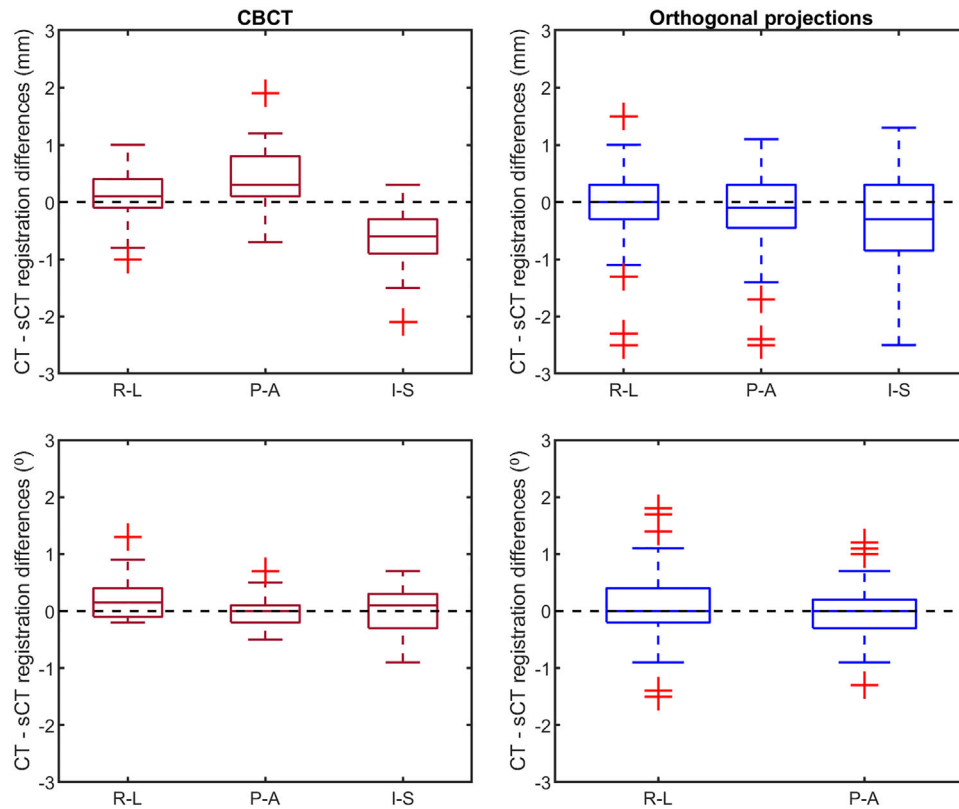 CBCT
Orthogonal projections
CT - sCT registration differences (mm)
3
2
1
0
-1
-2
-3
R-L P-A I-S
CT - sCT registration differences (mm)
3
2
1
0
-1
-2
-3
R-L P-A I-S
CT - sCT registration differences (º)
3
2
1
0
-1
-2
-3
R-L P-A I-S
CT - sCT registration differences (º)
3
2
1
0
-1
-2
-3
R-L P-A